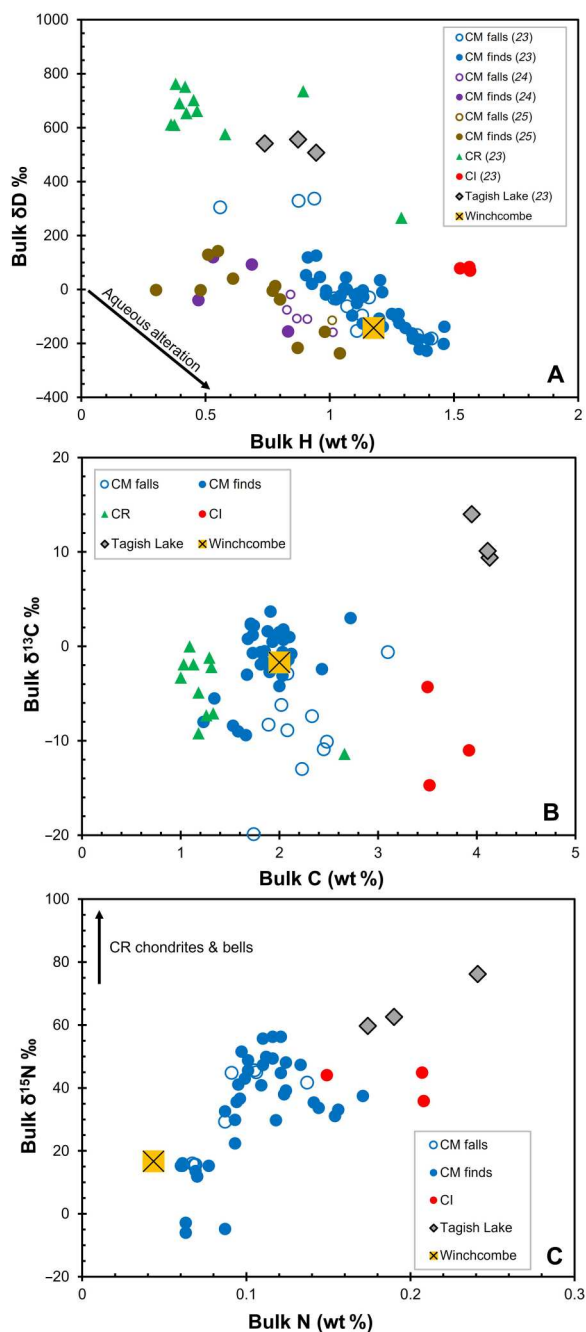 1000
800
600
400
200
0
−200
−400
Bulk δD ‰
CM falls (23)
CM finds (23)
CM falls (24)
CM finds (24)
CM falls (25)
CM finds (25)
CR (23)
CI (23)
Tagish Lake (23)
Winchcombe
Aqueous alteration
A
0 0.5 1 1.5 2
Bulk H (wt %)
20
10
0
−10
−20
Bulk δ13C ‰
CM falls CM finds
CR CI
Tagish Lake Winchcombe
B
0 1 2 3 4 5
Bulk C (wt %)
100
80
60
40
20
0
−20
Bulk δ15N ‰
CR chondrites & bells
CM falls
CM finds
CI
Tagish Lake
Winchcombe
C
0 0.1 0.2 0.3
Bulk N (wt %)